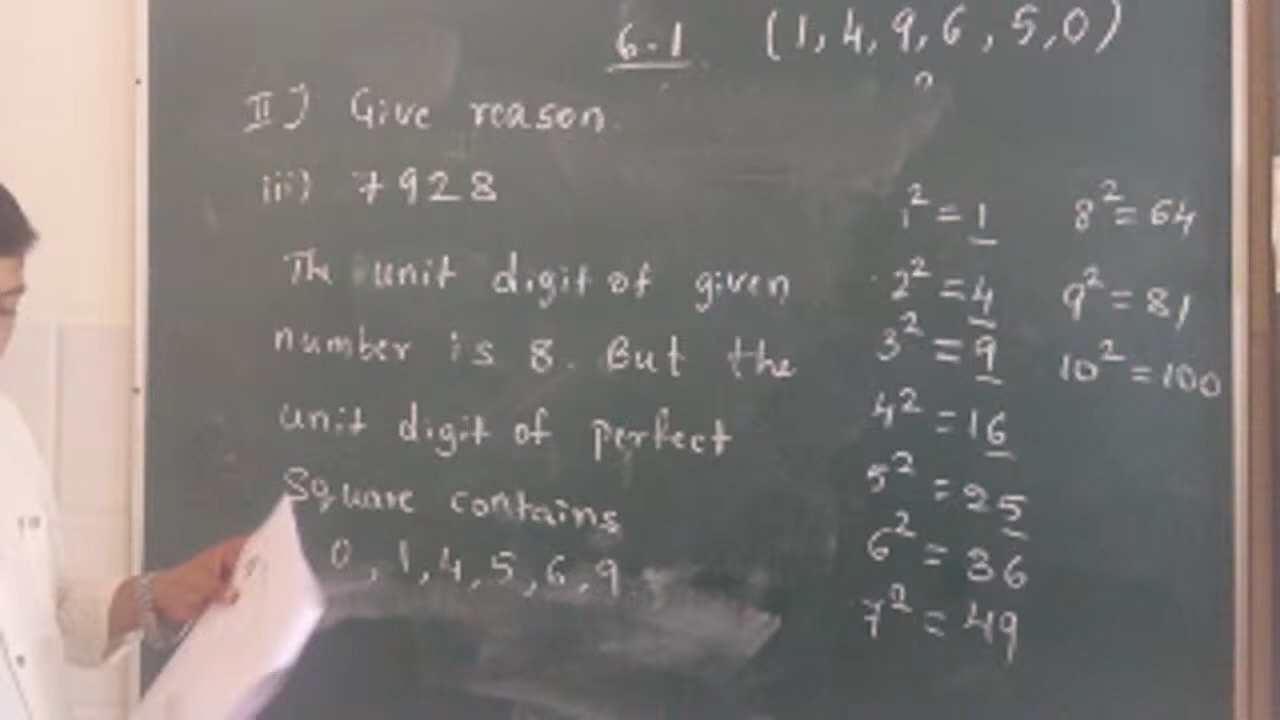 6.1 (1, 4, 9, 6, 5, 0)
II) Give reason.
iii) 7928
The unit digit of given
number is 8. But the
unit digit of perfect
Square contains
0, 1, 4, 5, 6, 9
1² = 1
2² = 4
3² = 9
4² = 16
5² = 25
6² = 36
7² = 49
8² = 64
9² = 81
10² = 100